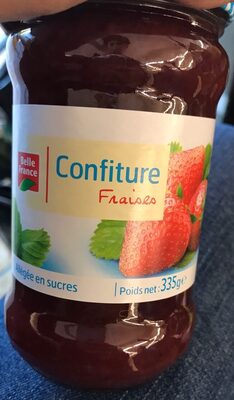 Belle
France
Confiture
Fraises
Allégée en sucres
Poids net : 335g e